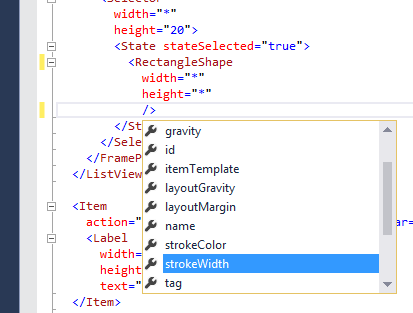 <Selector
width="*"
height="20">
<State stateSelected="true">
<RectangleShape
width="*"
height="*"
/>
</St
gravity
</Sele
id
</FrameP
itemTemplate
</ListView
layoutGravity
layoutMargin
<Item
name
action="
ar=
<Label
strokeColor
width=
strokeWidth
height
text="
tag
</Item>